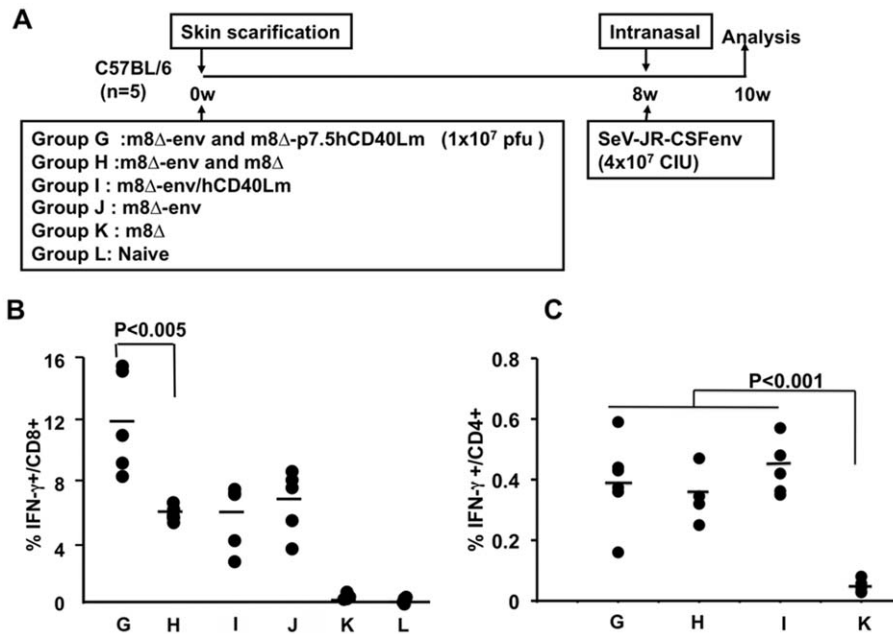 A
Skin scarification
Intranasal
Analysis
C57BL/6
(n=5)
0w
8w
10w
Group G :m8Δ-env and m8Δ-p7.5hCD40Lm (1x10⁷ pfu )
Group H :m8Δ-env and m8Δ
Group I : m8Δ-env/hCD40Lm
Group J : m8Δ-env
Group K : m8Δ
Group L: Naive
SeV-JR-CSFenv
(4x10⁷ CIU)
B
P<0.005
% IFN-γ+/CD8+
16
12
8
4
0
G H I J K L
C
P<0.001
% IFN-γ +/CD4+
0.8
0.6
0.4
0.2
0
G H I K